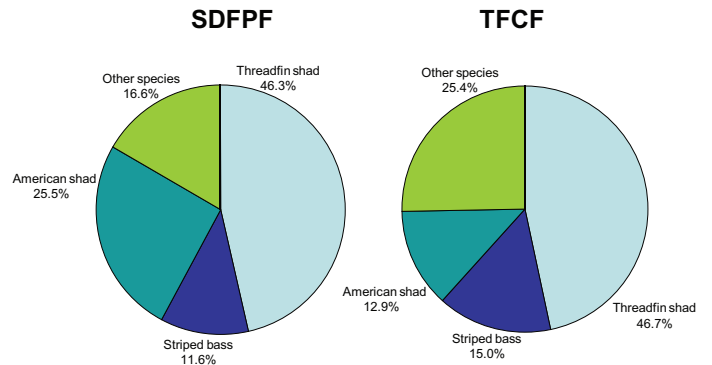 SDFPF
Threadfin shad
46.3%
Other species
16.6%
American shad
25.5%
Striped bass
11.6%
TFCF
Other species
25.4%
American shad
12.9%
Striped bass
15.0%
Threadfin shad
46.7%